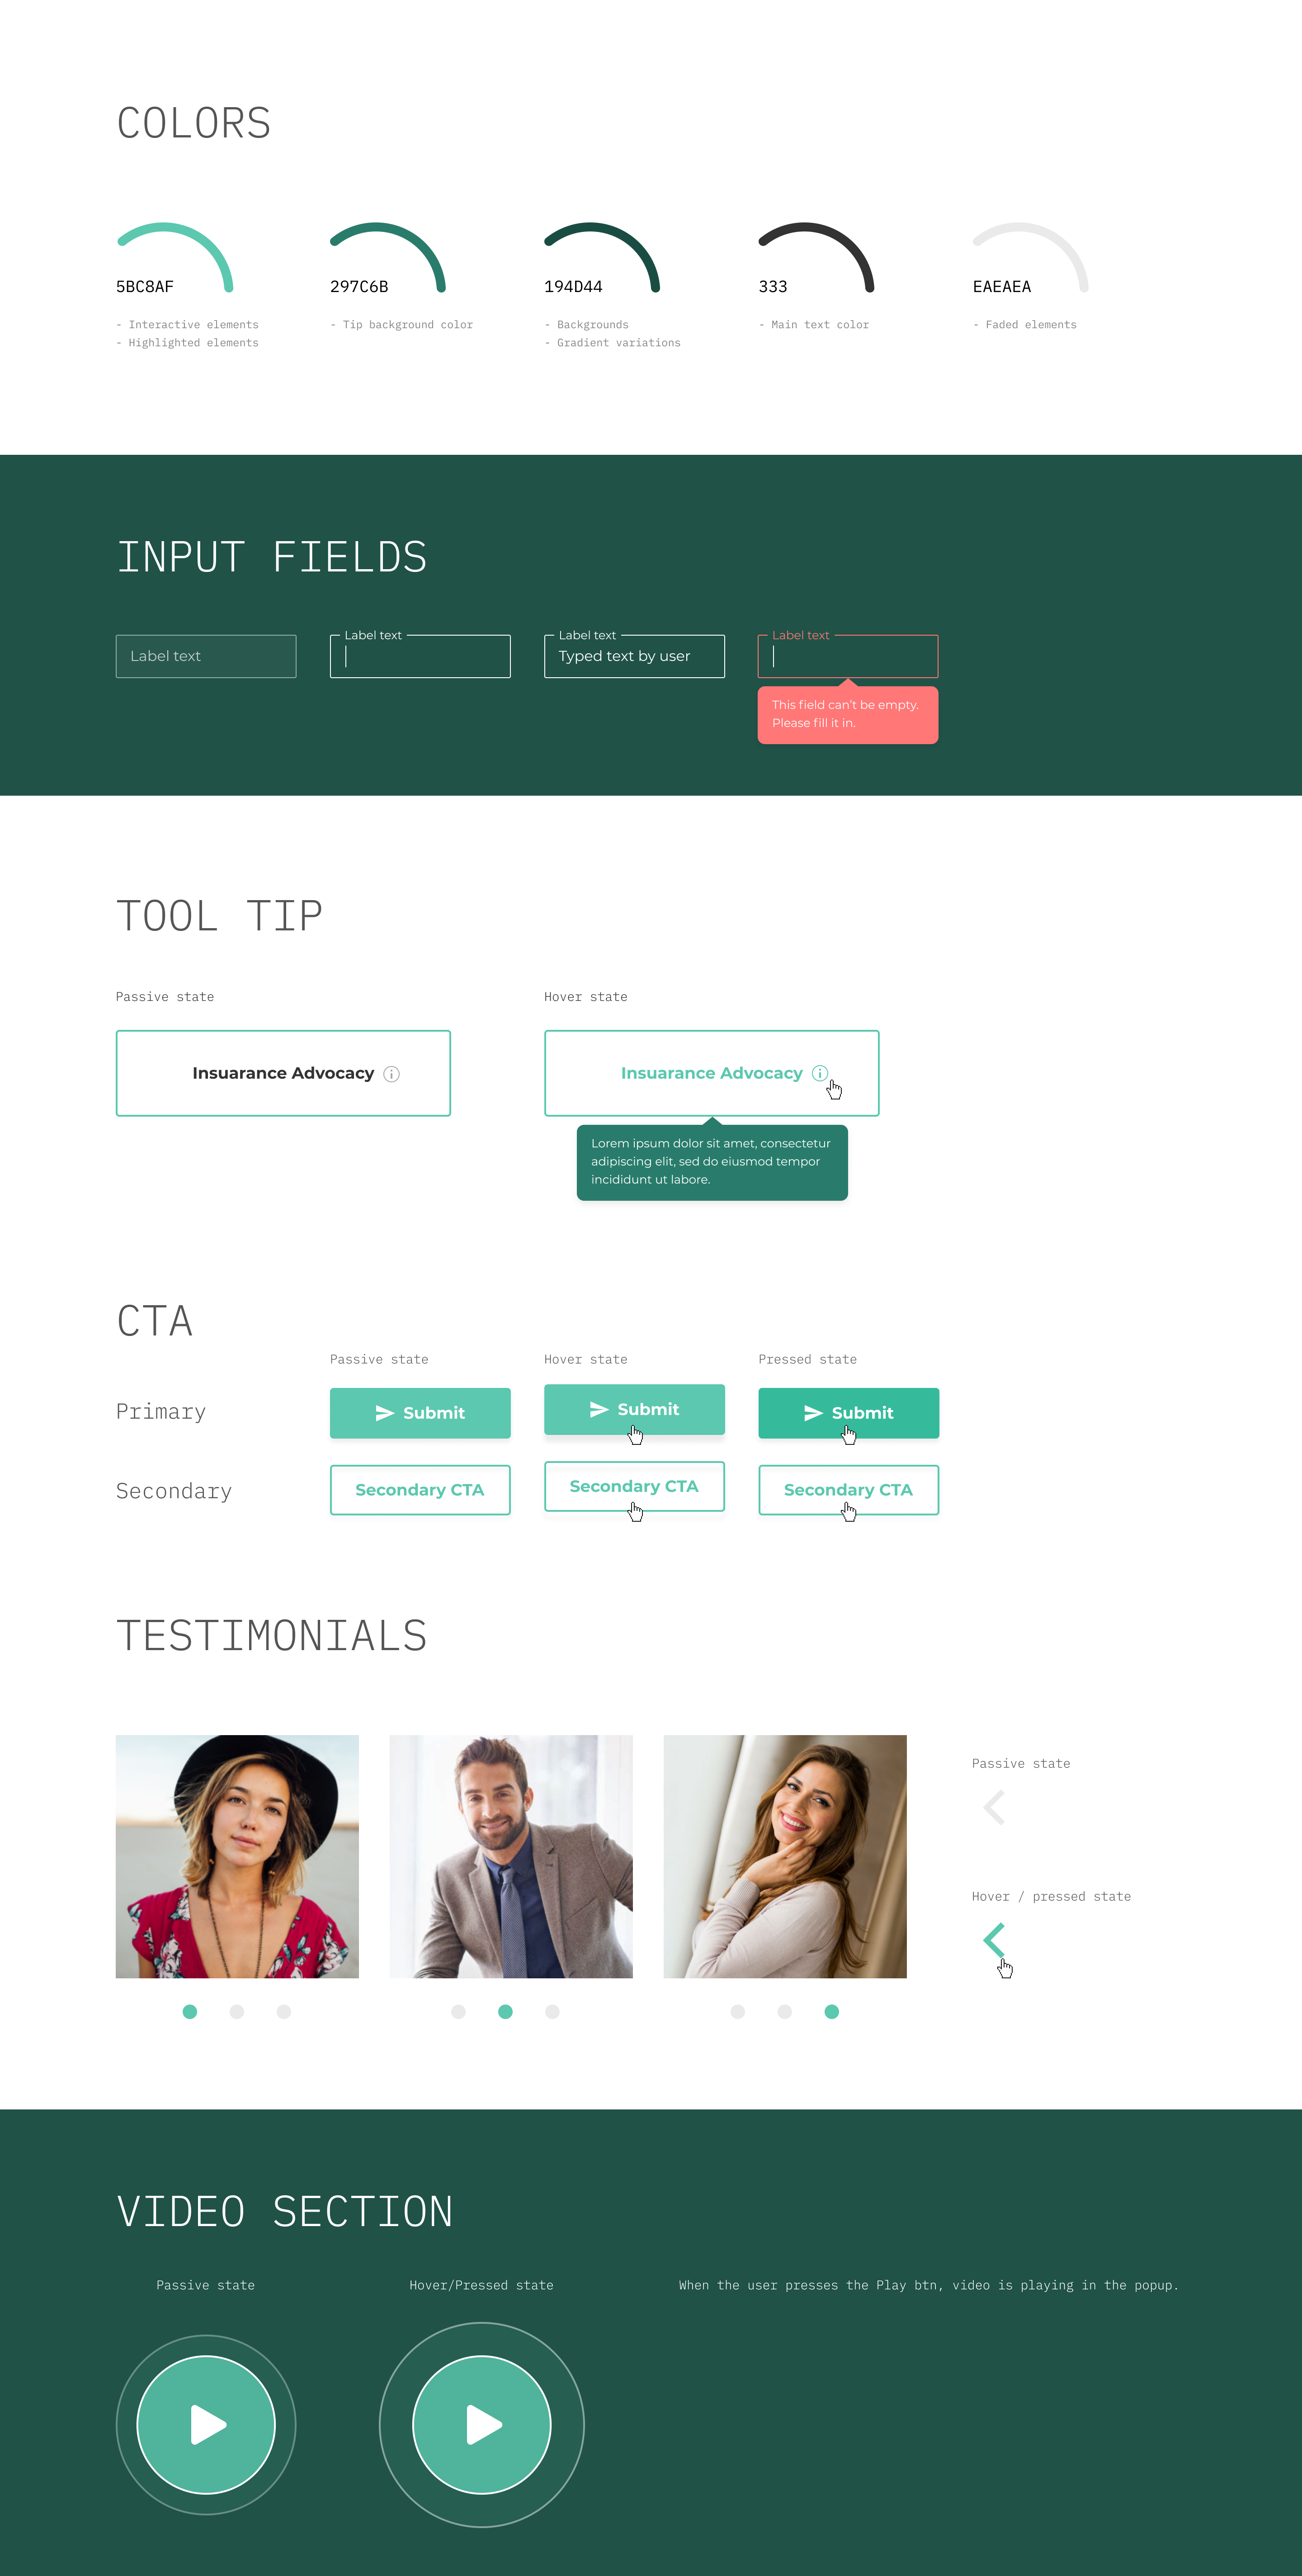 COLORS
5BC8AF
297C6B
194D44
333
EAEAEA
- Interactive elements
- Highlighted elements
- Tip background color
- Backgrounds
- Gradient variations
- Main text color
- Faded elements
INPUT FIELDS
Label text
Label text
Label text
Typed text by user
Label text
This field can't be empty.
Please fill it in.
TOOL TIP
Passive state
Hover state
Insuarance Advocacy
Insuarance Advocacy
Lorem ipsum dolor sit amet, consectetur
adipiscing elit, sed do eiusmod tempor
incididunt ut labore.
CTA
Passive state
Hover state
Pressed state
Primary
Submit
Submit
Submit
Secondary
Secondary CTA
Secondary CTA
Secondary CTA
TESTIMONIALS
Passive state
Hover / pressed state
VIDEO SECTION
Passive state
Hover/Pressed state
When the user presses the Play btn, video is playing in the popup.